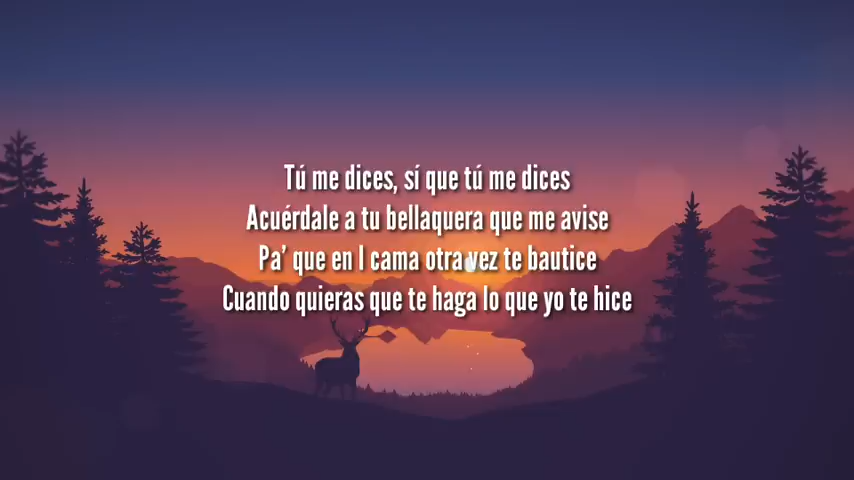 Tú me dices, sí que tú me dices
Acuérdale a tu bellaquera que me avise
Pa' que en l cama otra vez te bautice
Cuando quieras que te haga lo que yo te hice